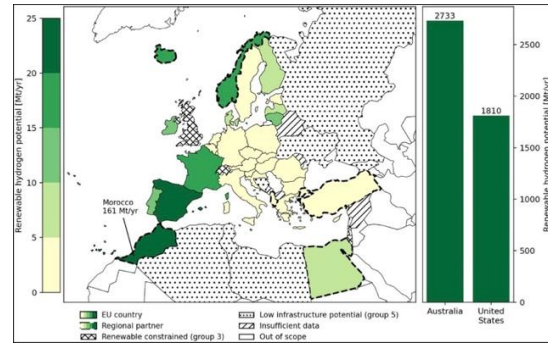 Renewable hydrogen potential [Mt/yr]
25
20
15
10
5
0
Morocco
161 Mt/yr
EU country
Regional partner
Renewable constrained (group 3)
Low infrastructure potential (group 5)
Insufficient data
Out of scope
2733
1810
Australia
United
States
2500
2000
1500
1000
500
0
Renewable hydrogen potential [Mt/yr]